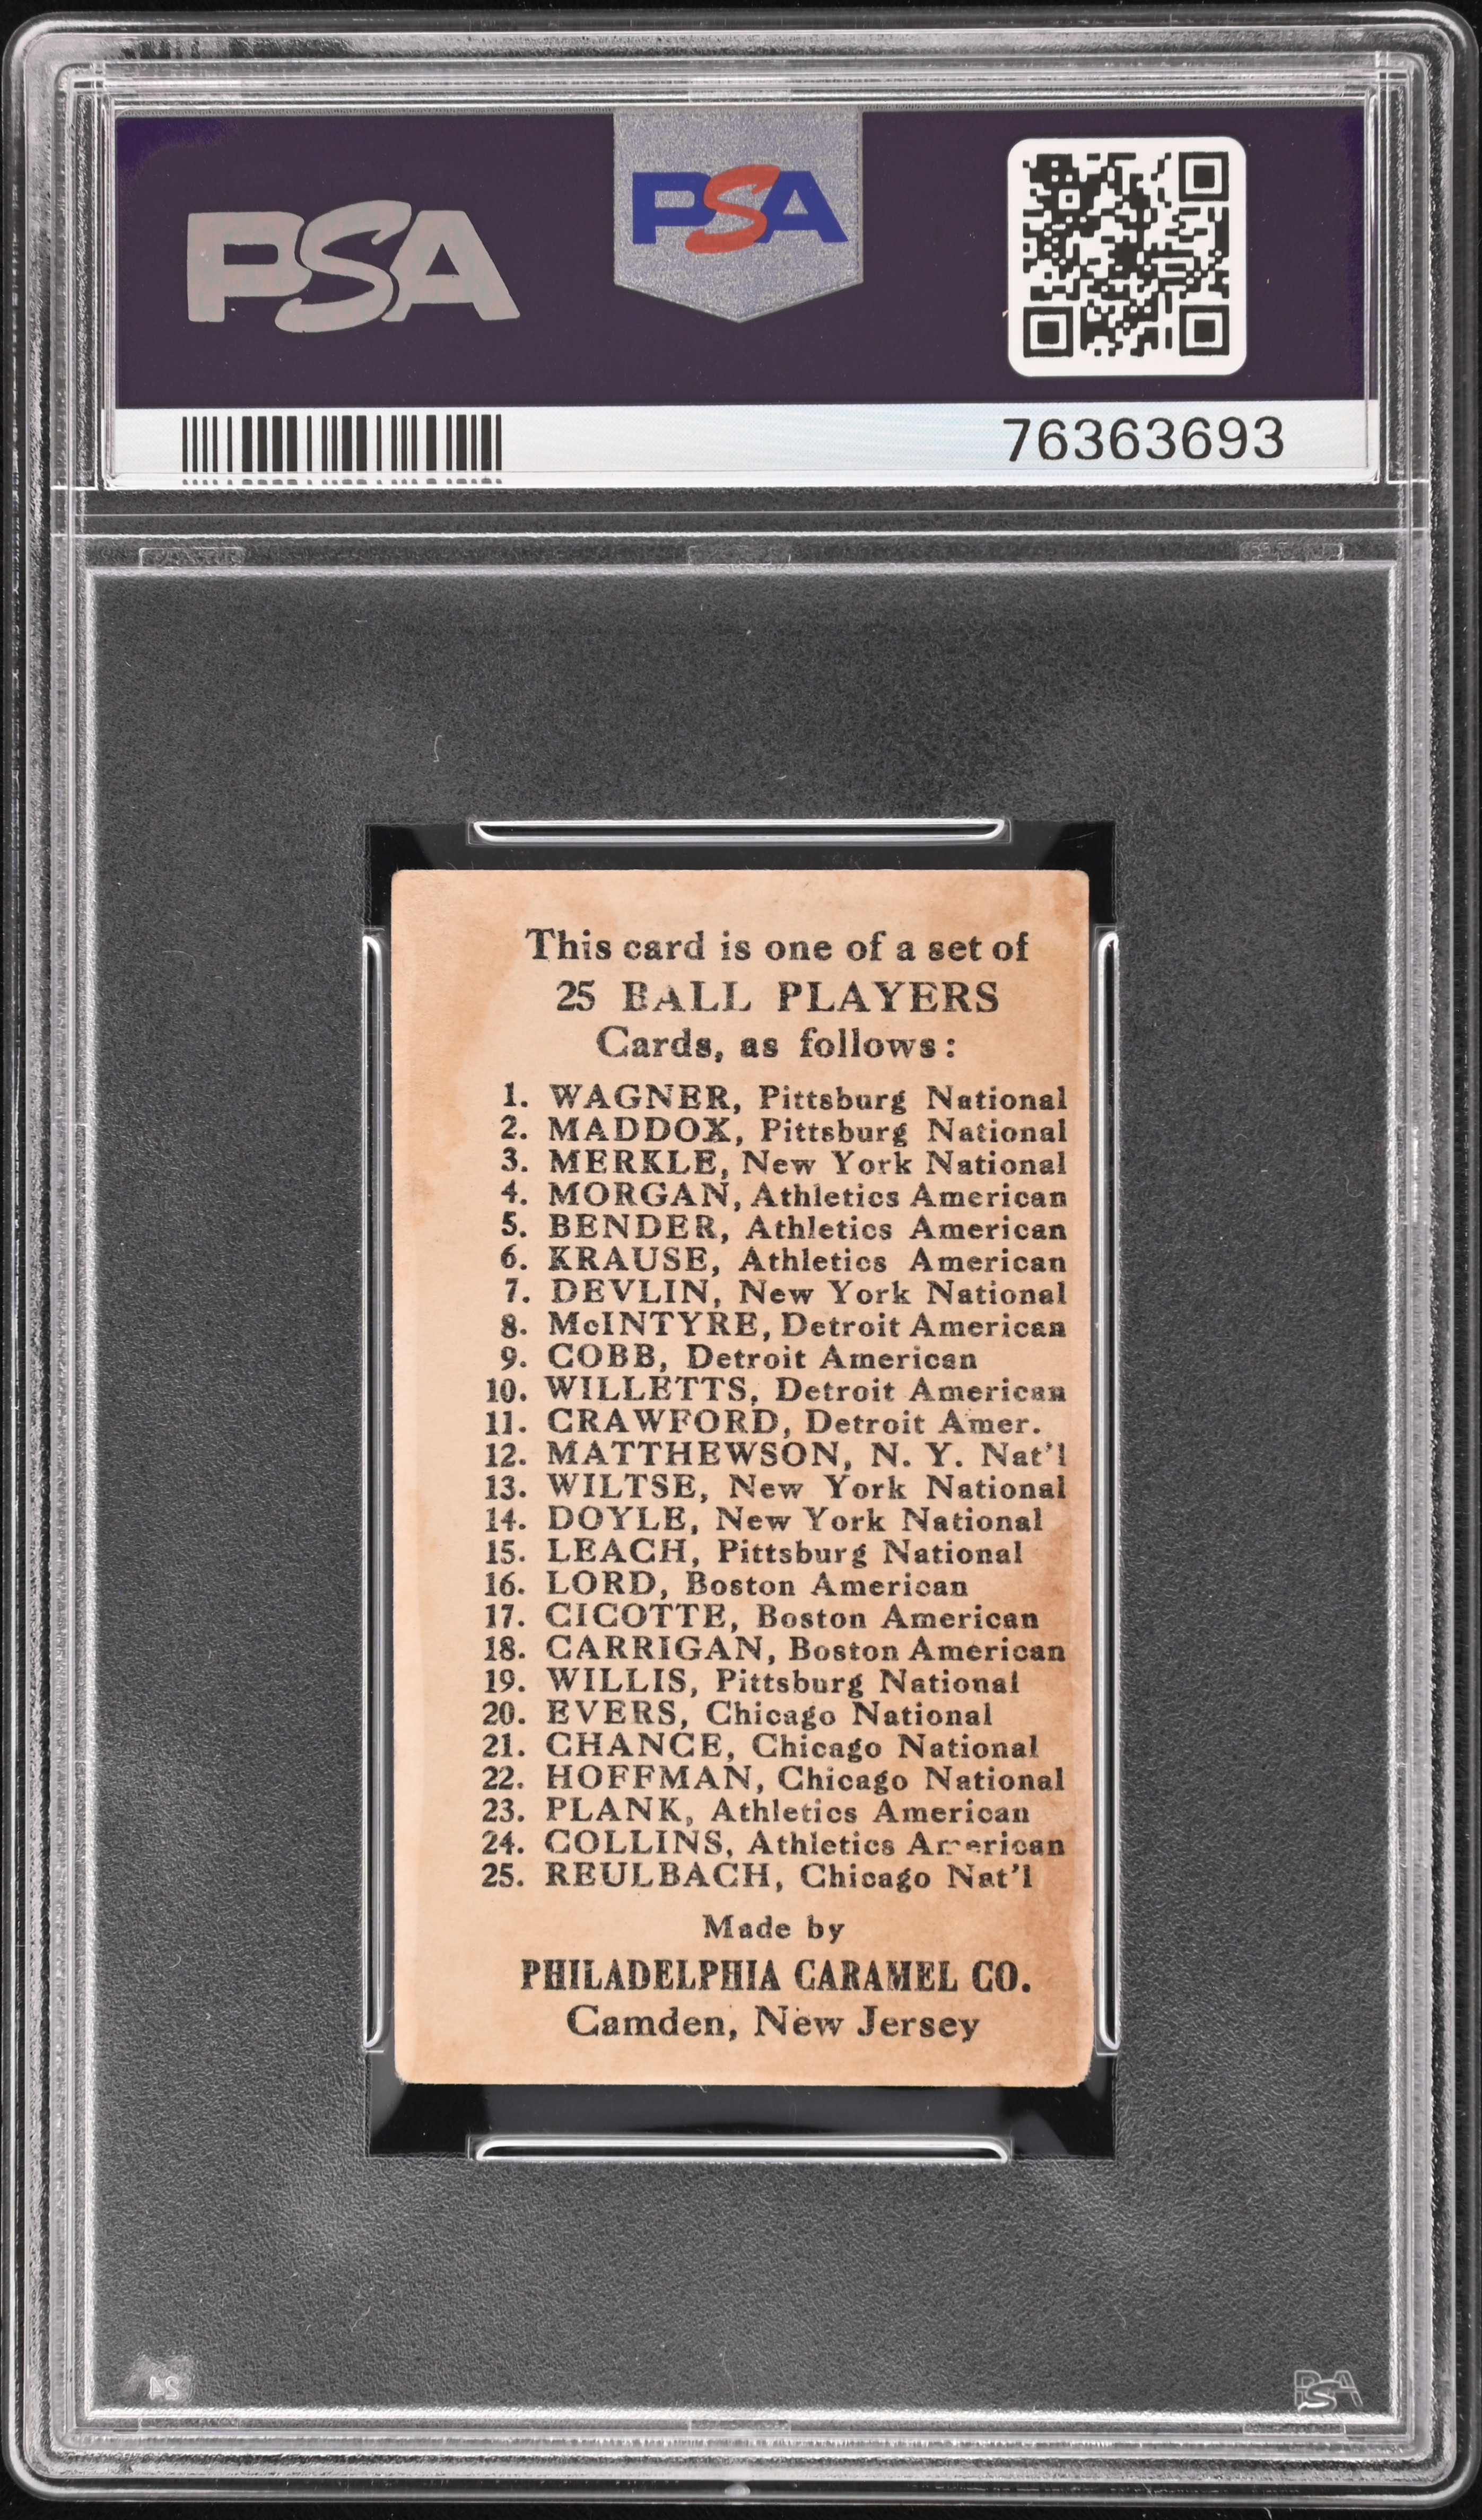 PSA
PSA
76363693
This card is one of a set of
25 BALL PLAYERS
Cards, as follows:
1. WAGNER, Pittsburg National
2. MADDOX, Pittsburg National
3. MERKLE, New York National
4. MORGAN, Athletics American
5. BENDER, Athletics American
6. KRAUSE, Athletics American
7. DEVLIN, New York National
8. McINTYRE, Detroit American
9. COBB, Detroit American
10. WILLETTS, Detroit American
11. CRAWFORD, Detroit Amer.
12. MATTHEWSON, N. Y. Nat'l
13. WILTSE, New York National
14. DOYLE, New York National
15. LEACH, Pittsburg National
16. LORD, Boston American
17. CICOTTE, Boston American
18. CARRIGAN, Boston American
19. WILLIS, Pittsburg National
20. EVERS, Chicago National
21. CHANCE, Chicago National
22. HOFFMAN, Chicago National
23. PLANK, Athletics American
24. COLLINS, Athletics American
25. REULBACH, Chicago Nat'l
Made by
PHILADELPHIA CARAMEL CO.
Camden, New Jersey
PSA